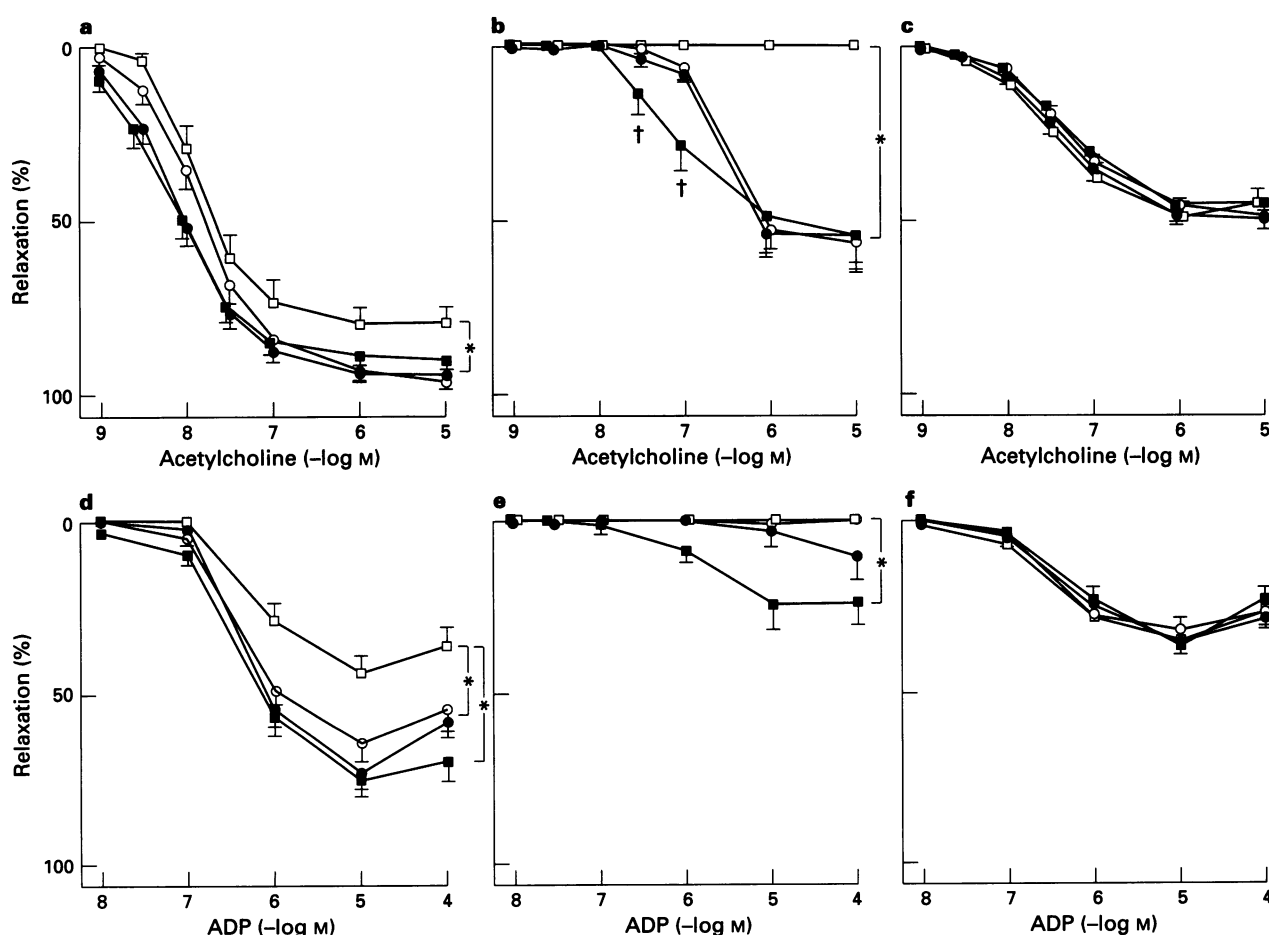 a
b
c
0
50
100
Relaxation (%)
9 8 7 6 5
9 8 7 6 5
9 8 7 6 5
Acetylcholine (–log M)
Acetylcholine (–log M)
Acetylcholine (–log M)
*
*
†
†
d
e
f
0
50
100
Relaxation (%)
8 7 6 5 4
8 7 6 5 4
8 7 6 5 4
ADP (–log M)
ADP (–log M)
ADP (–log M)
*
*
*